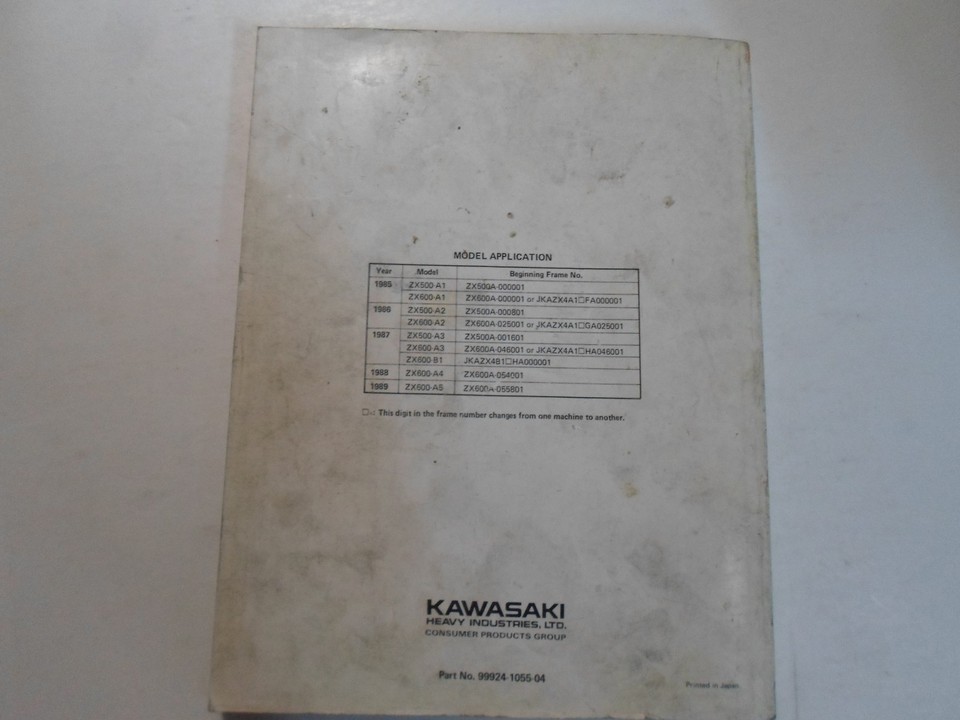 MODEL APPLICATION
Year Model Beginning Frame No.
1985 ZX500-A1 ZX500A-000001
ZX600-A1 ZX600A-000001 or JKAZX4A1□FA000001
1986 ZX500-A2 ZX500A-000801
ZX600-A2 ZX600A-025001 or JKAZX4A1□GA025001
1987 ZX500-A3 ZX500A-001601
ZX600-A3 ZX600A-046001 or JKAZX4A1□HA046001
ZX600-B1 JKAZX4B1□HA000001
1988 ZX600-A4 ZX600A-054001
1989 ZX600-A5 ZX600A-055801
□-: This digit in the frame number changes from one machine to another.
KAWASAKI
HEAVY INDUSTRIES, LTD.
CONSUMER PRODUCTS GROUP
Part No. 99924-1055-04
Printed in Japan